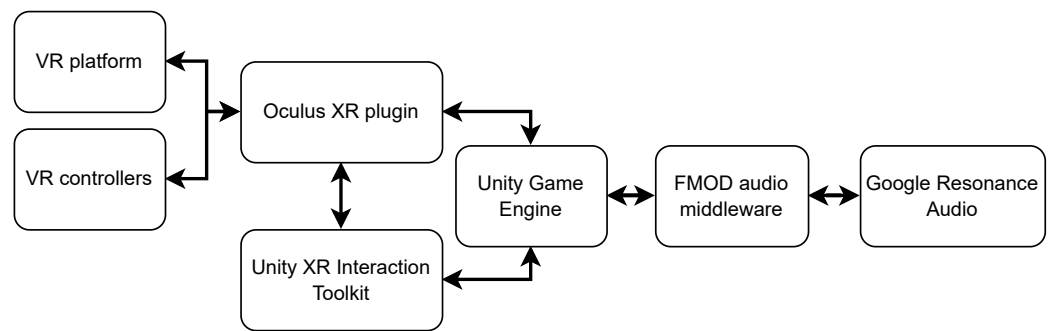 VR platform
VR controllers
Oculus XR plugin
Unity XR Interaction
Toolkit
Unity Game
Engine
FMOD audio
middleware
Google Resonance
Audio